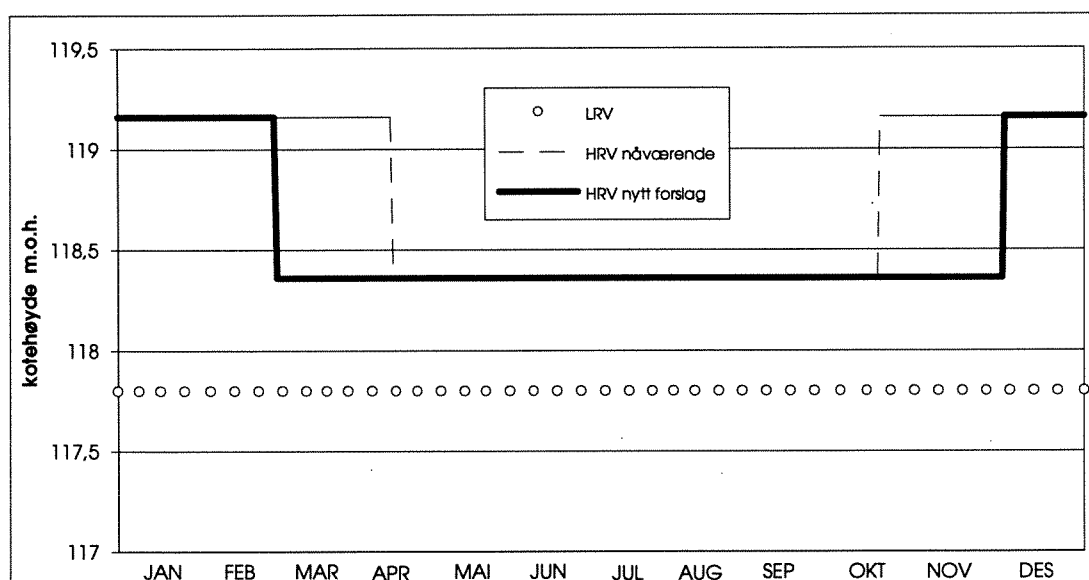 kotehøyde m.o.h.
119,5
119
118,5
118
117,5
117
LRV
HRV nåværende
HRV nytt forslag
JAN FEB MAR APR MAI JUN JUL AUG SEP OKT NOV DES